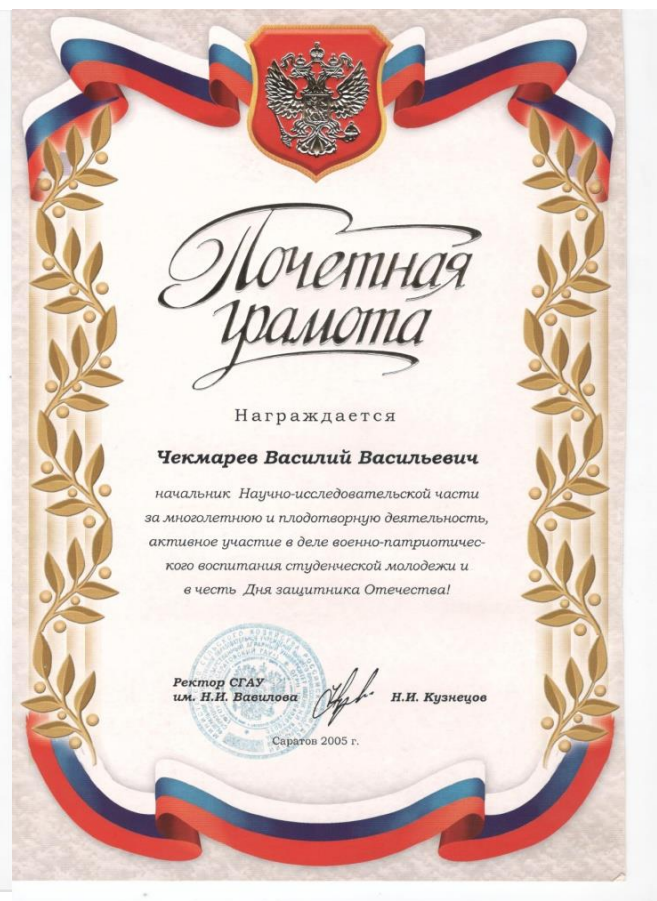 Почетная
грамота
Награждается
Чекмарев Василий Васильевич
начальник Научно-исследовательской части
за многолетнюю и плодотворную деятельность,
активное участие в деле военно-патриотичес-
кого воспитания студенческой молодежи и
в честь Дня защитника Отечества!
Ректор СГАУ
им. Н.И. Вавилова
Н.И. Кузнецов
Саратов 2005 г.